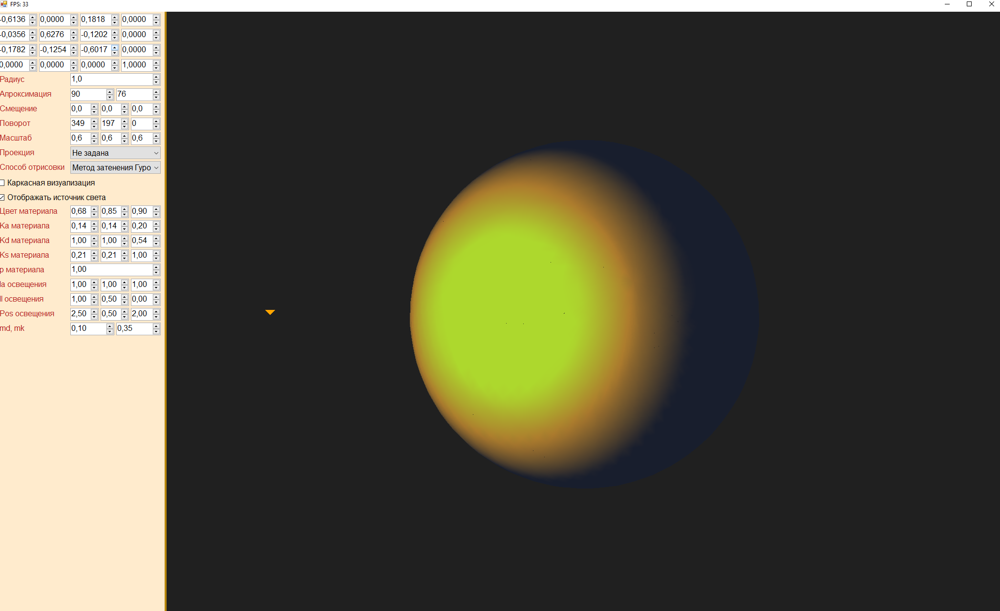 FPS: 33
-0,6136 0,0000 0,1818 0,0000
-0,0356 0,6276 -0,1202 0,0000
-0,1782 -0,1254 -0,6017 0,0000
0,0000 0,0000 0,0000 1,0000
Радиус 1,0
Апроксимация 90 76
Смещение 0,0 0,0 0,0
Поворот 349 197 0
Масштаб 0,6 0,6 0,6
Проекция Не задана
Способ отрисовки Метод затенения Гуро
Каркасная визуализация
Отображать источник света
Цвет материала 0,68 0,85 0,90
Ka материала 0,14 0,14 0,20
Kd материала 1,00 1,00 0,54
Ks материала 0,21 0,21 1,00
p материала 1,00
Ia освещения 1,00 1,00 1,00
Il освещения 1,00 0,50 0,00
Pos освещения 2,50 0,50 2,00
md, mk 0,10 0,35